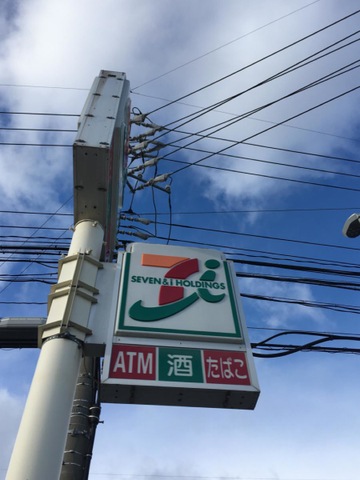 SEVEN & i HOLDINGS
ATM 酒 たばこ